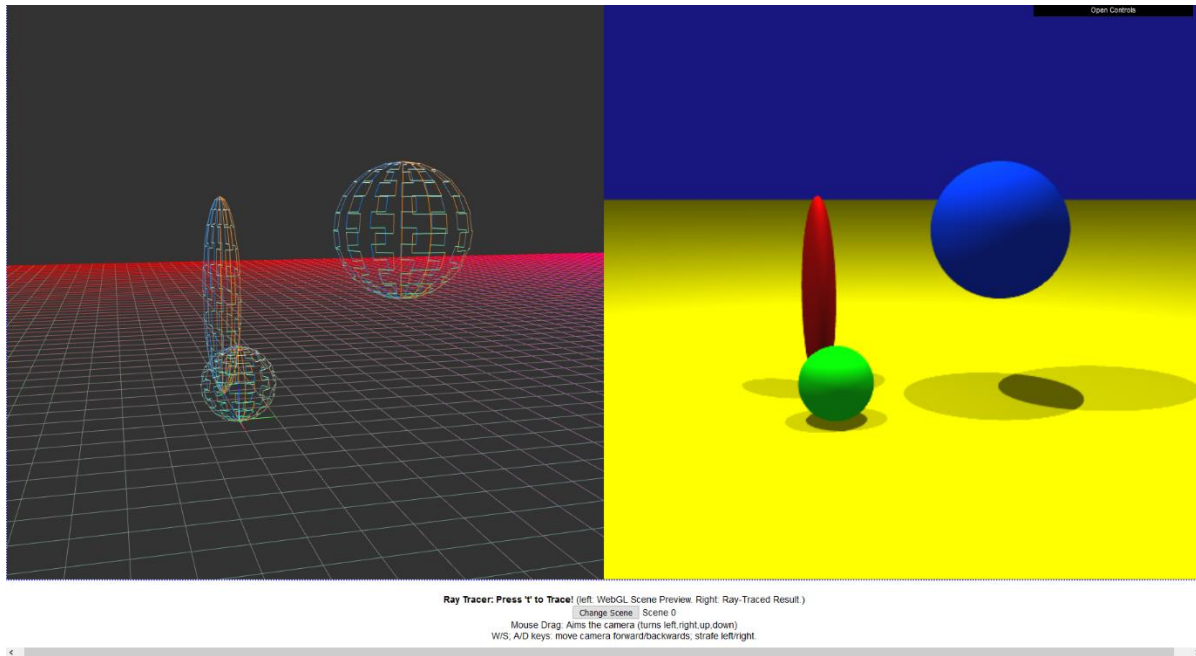 Open Controls
Ray Tracer: Press 't' to Trace! (left: WebGL Scene Preview. Right: Ray-Traced Result.)
Change Scene Scene 0
Mouse Drag: Aims the camera (turns left,right,up,down)
W/S; A/D keys: move camera forward/backwards; strafe left/right.